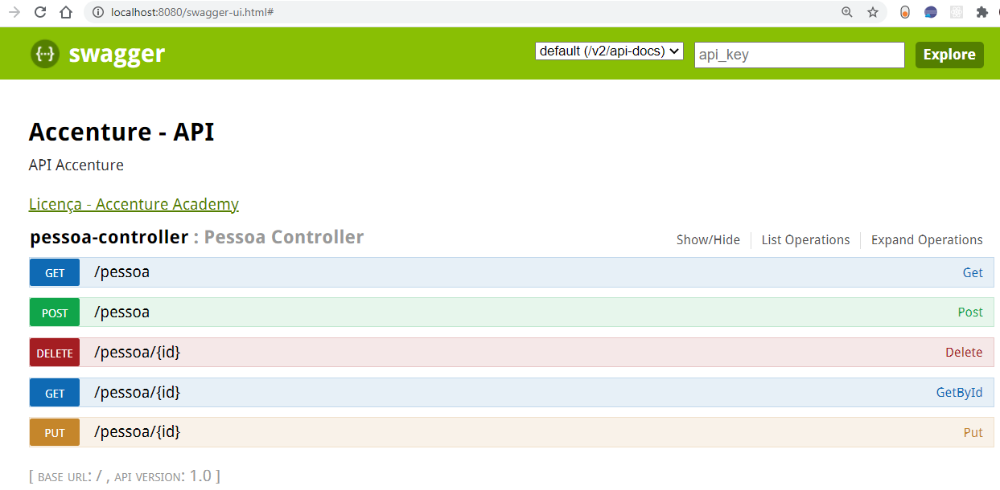 localhost:8080/swagger-ui.html#
{···} swagger default (/v2/api-docs) api_key Explore
Accenture - API
API Accenture
Licença - Accenture Academy
pessoa-controller : Pessoa Controller Show/Hide List Operations Expand Operations
GET /pessoa Get
POST /pessoa Post
DELETE /pessoa/{id} Delete
GET /pessoa/{id} GetById
PUT /pessoa/{id} Put
[ BASE URL: / , API VERSION: 1.0 ]